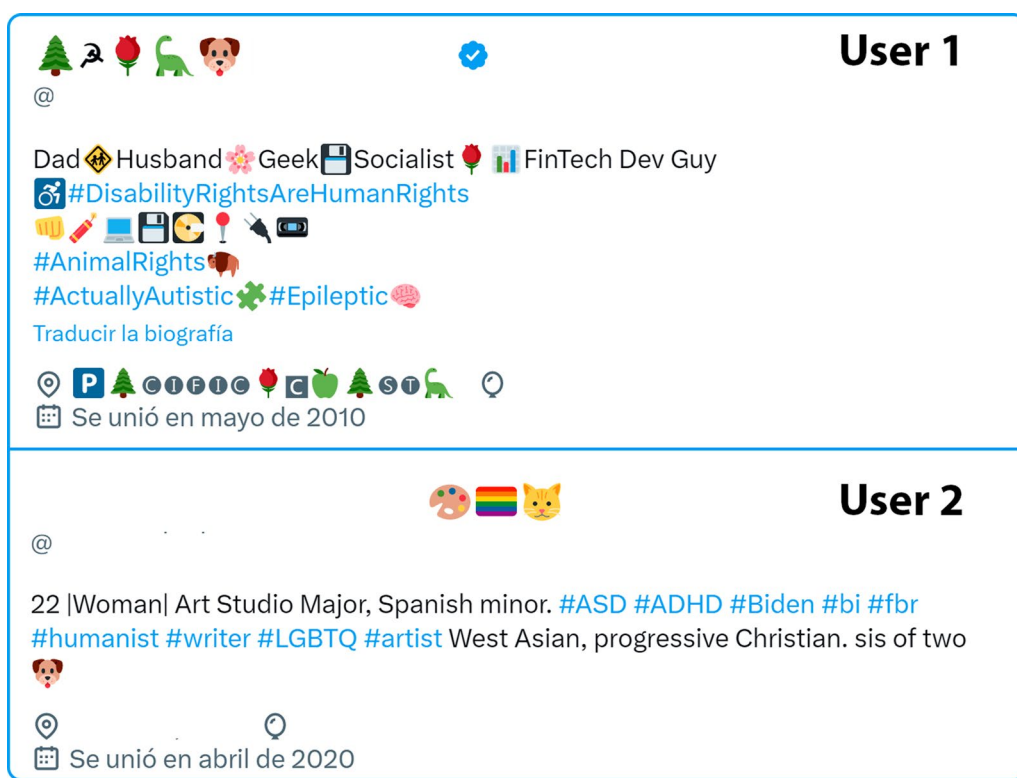 🌲☭🌹🦕🐶 User 1
@
Dad🚸Husband🌸Geek💾Socialist🌹📊FinTech Dev Guy
♿#DisabilityRightsAreHumanRights
👊🧨💻💾💽📍🔌📼
#AnimalRights🦬
#ActuallyAutistic🧩#Epileptic🧠
Traducir la biografía
🅿️🌲🅒🅘🅕🅘🅒🌹🅲🍏🌲🅢🅣🦕
Se unió en mayo de 2010
🎨🏳️‍🌈🐱 User 2
@
22 |Woman| Art Studio Major, Spanish minor. #ASD #ADHD #Biden #bi #fbr
#humanist #writer #LGBTQ #artist West Asian, progressive Christian. sis of two
🐶
Se unió en abril de 2020